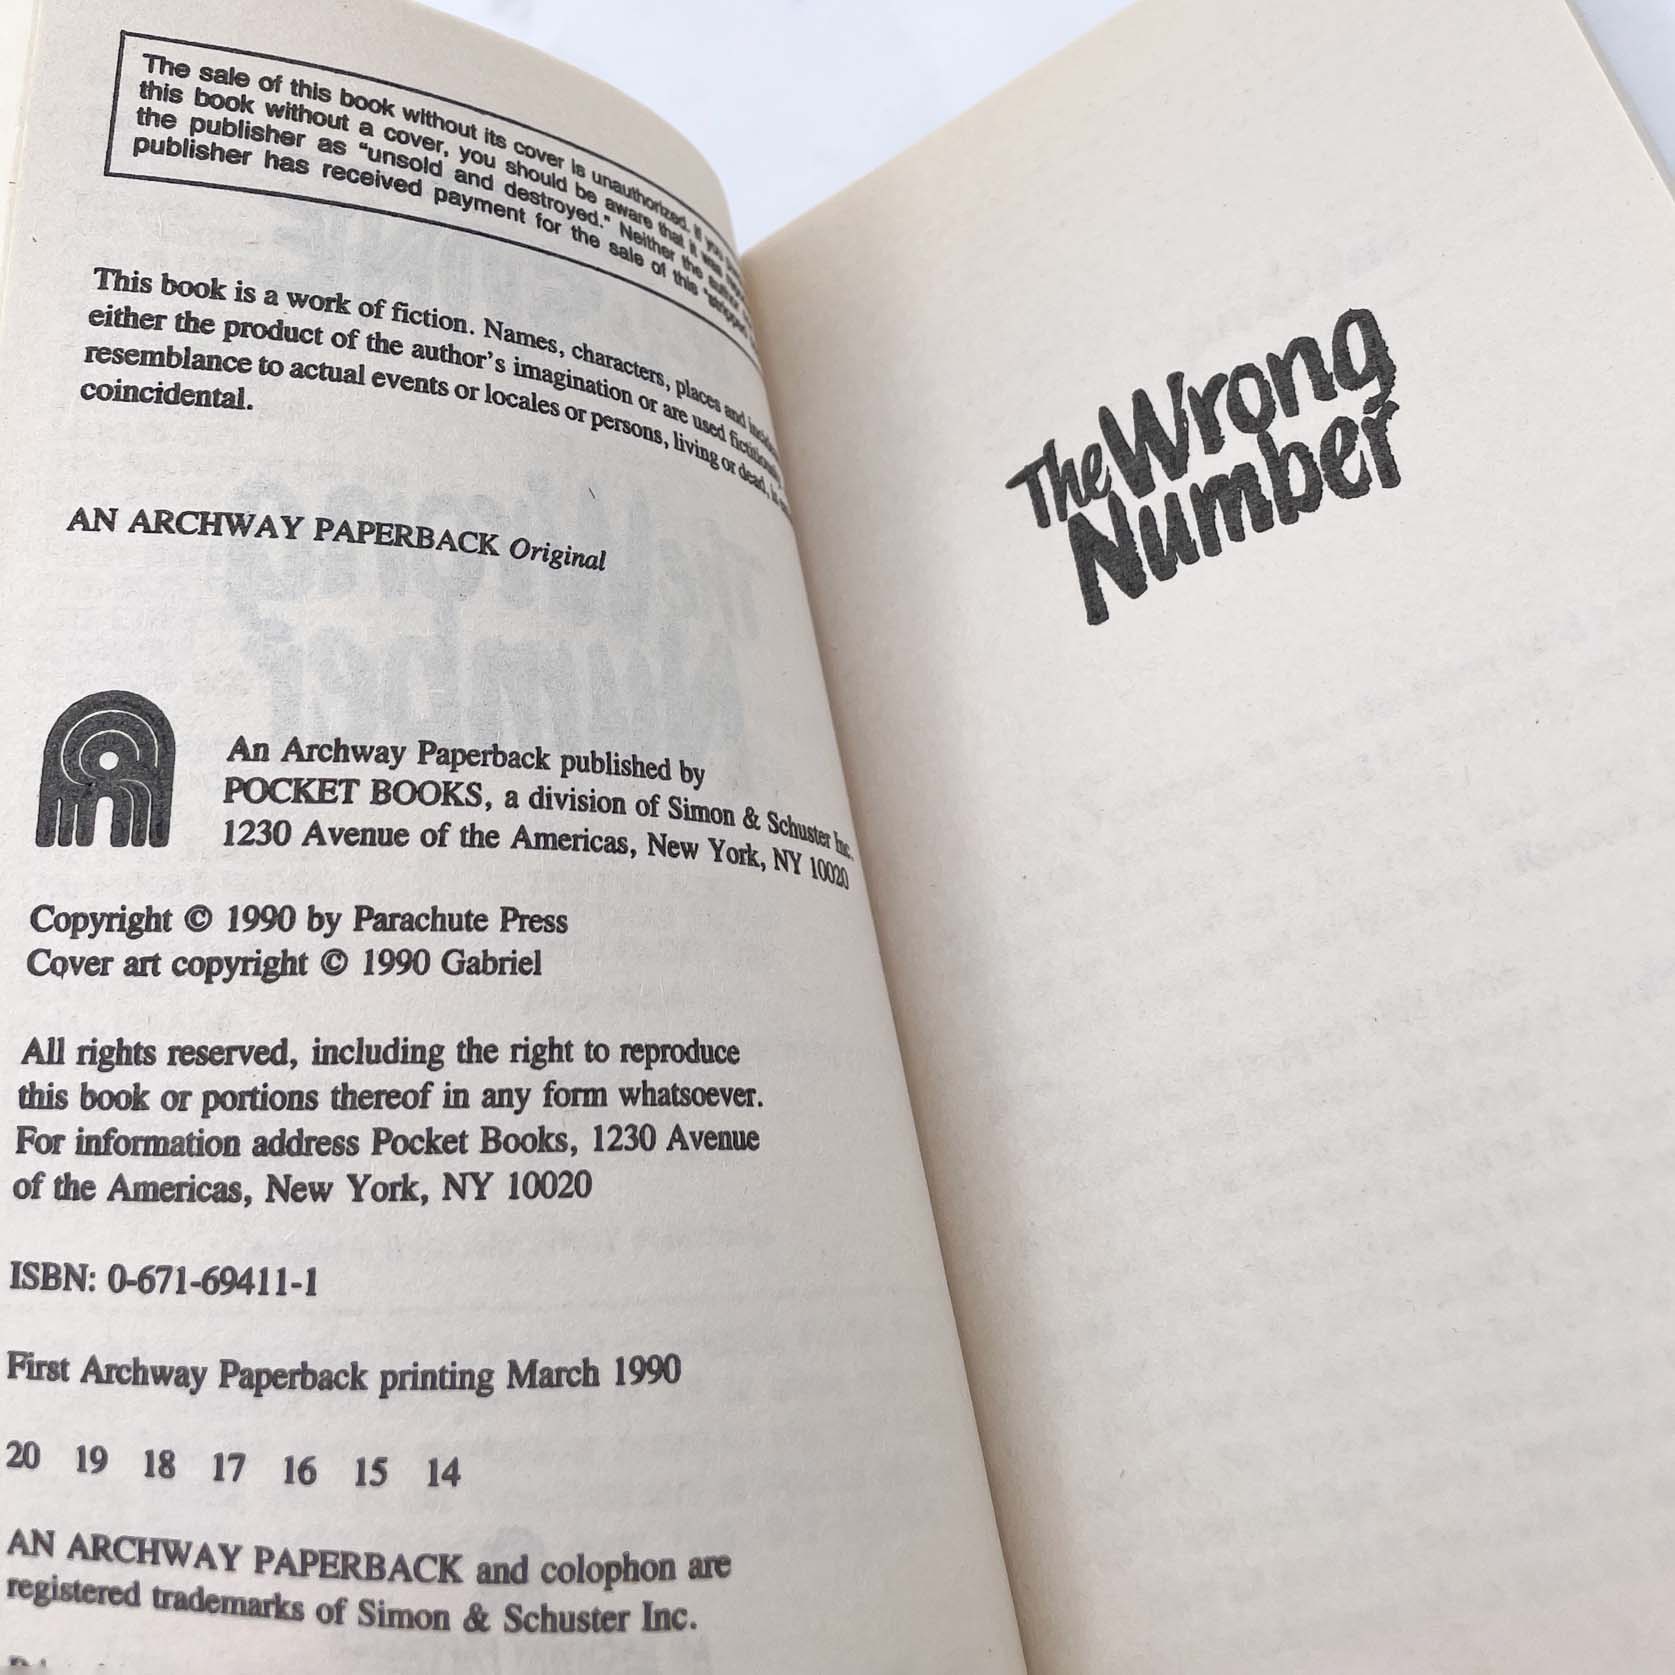 The sale of this book without its cover is unauthorized. If you
this book without a cover, you should be aware that it was
the publisher as "unsold and destroyed." Neither the author
publisher has received payment for the sale of this "stripped
This book is a work of fiction. Names, characters, places and
either the product of the author's imagination or are used fictitiously.
resemblance to actual events or locales or persons, living or dead, is
coincidental.
AN ARCHWAY PAPERBACK Original
An Archway Paperback published by
POCKET BOOKS, a division of Simon & Schuster Inc.
1230 Avenue of the Americas, New York, NY 10020
Copyright © 1990 by Parachute Press
Cover art copyright © 1990 Gabriel
All rights reserved, including the right to reproduce
this book or portions thereof in any form whatsoever.
For information address Pocket Books, 1230 Avenue
of the Americas, New York, NY 10020
ISBN: 0-671-69411-1
First Archway Paperback printing March 1990
20 19 18 17 16 15 14
AN ARCHWAY PAPERBACK and colophon are
registered trademarks of Simon & Schuster Inc.
The Wrong
Number